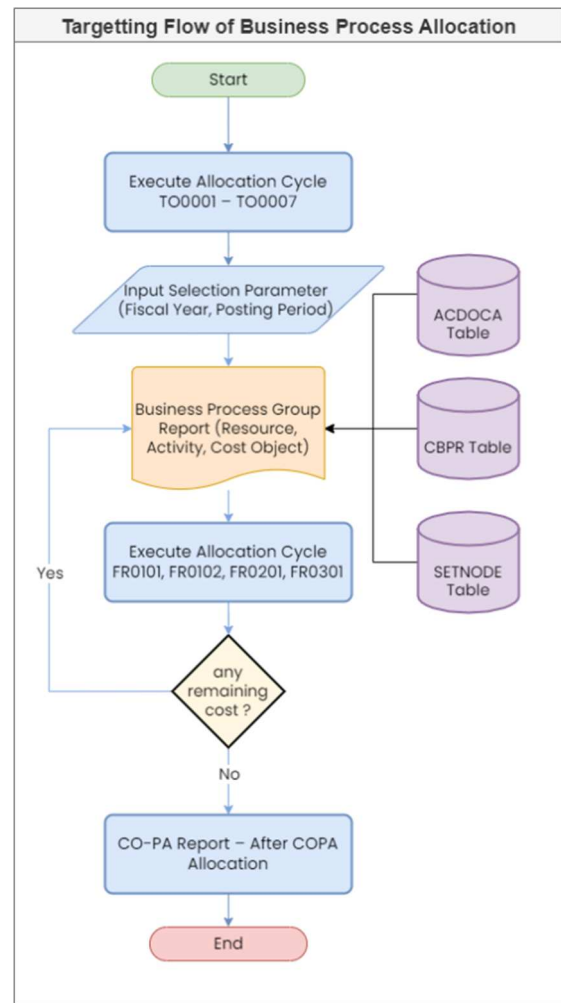 Targetting Flow of Business Process Allocation
Start
Execute Allocation Cycle
TO0001 – TO0007
Input Selection Parameter
(Fiscal Year, Posting Period)
ACDOCA
Table
Business Process Group
Report (Resource,
Activity, Cost Object)
CBPR Table
Execute Allocation Cycle
FR0101, FR0102, FR0201, FR0301
SETNODE
Table
Yes
any
remaining
cost ?
No
CO-PA Report – After COPA
Allocation
End